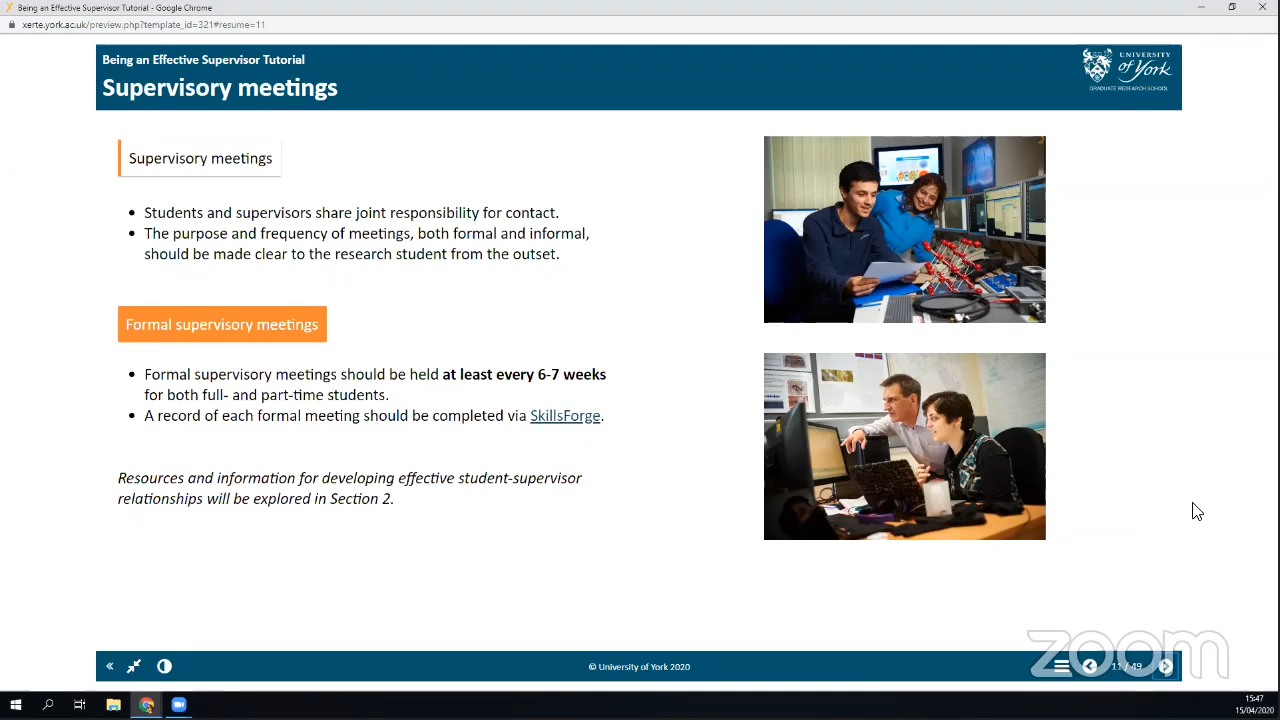 Being an Effective Supervisor Tutorial - Google Chrome
xerte.york.ac.uk/preview.php?template_id=321#resume=11
Being an Effective Supervisor Tutorial
Supervisory meetings
UNIVERSITY
of York
GRADUATE RESEARCH SCHOOL
Supervisory meetings
Students and supervisors share joint responsibility for contact.
The purpose and frequency of meetings, both formal and informal,
should be made clear to the research student from the outset.
Formal supervisory meetings
Formal supervisory meetings should be held at least every 6-7 weeks
for both full- and part-time students.
A record of each formal meeting should be completed via SkillsForge.
Resources and information for developing effective student-supervisor
relationships will be explored in Section 2.
zoom
© University of York 2020
11 / 49
15:47
15/04/2020